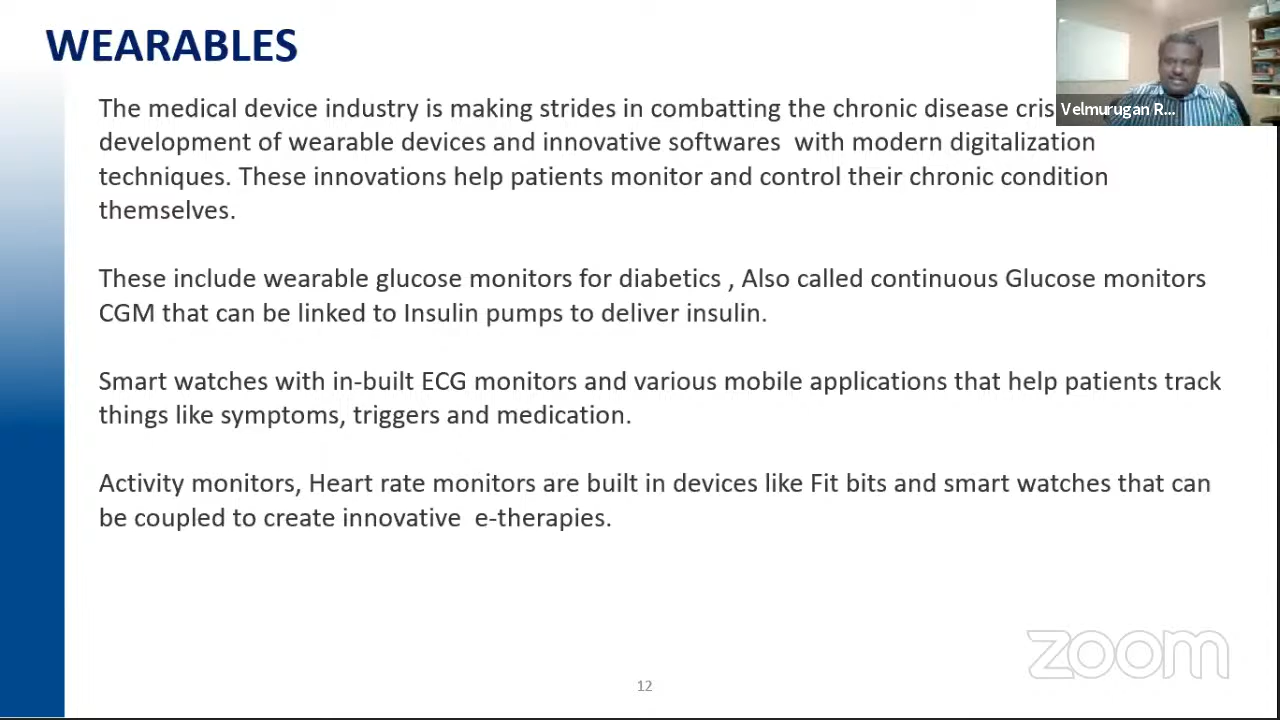 WEARABLES
The medical device industry is making strides in combatting the chronic disease
development of wearable devices and innovative softwares with modern digitalization
techniques. These innovations help patients monitor and control their chronic condition
themselves.
These include wearable glucose monitors for diabetics , Also called continuous Glucose monitors
CGM that can be linked to Insulin pumps to deliver insulin.
Smart watches with in-built ECG monitors and various mobile applications that help patients track
things like symptoms, triggers and medication.
Activity monitors, Heart rate monitors are built in devices like Fit bits and smart watches that can
be coupled to create innovative e-therapies.
Velmurugan R...
zoom
12